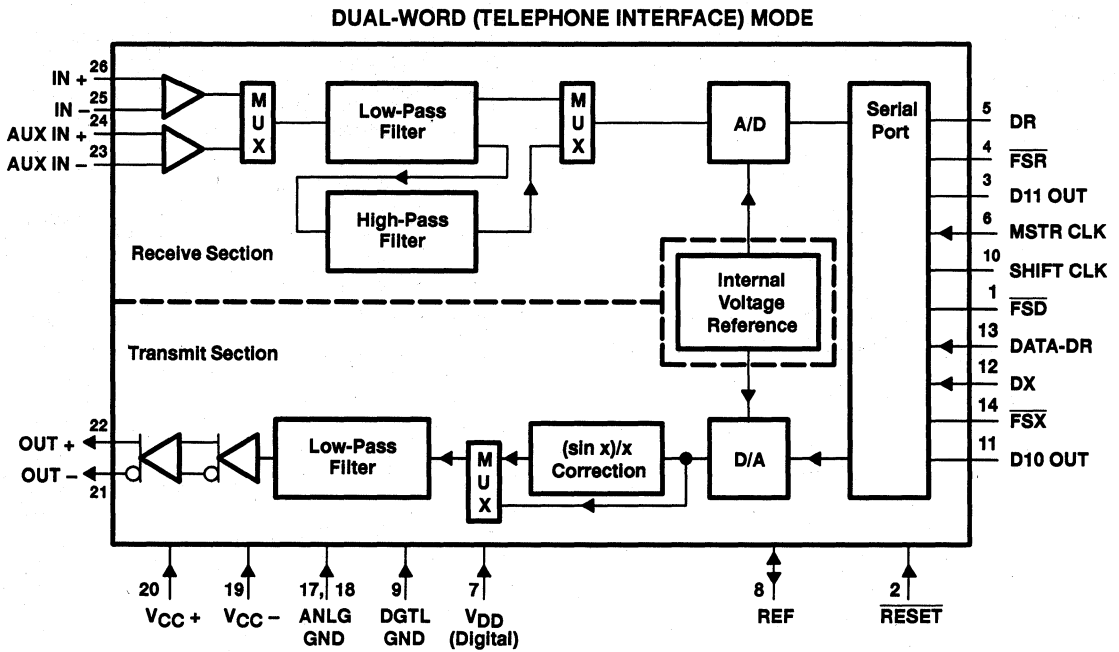 DUAL-WORD (TELEPHONE INTERFACE) MODE
IN + 26
IN – 25
AUX IN + 24
AUX IN – 23
M
U
X
Low-Pass
Filter
High-Pass
Filter
M
U
X
A/D
Serial
Port
5 DR
4 FSR
3 D11 OUT
6 MSTR CLK
10 SHIFT CLK
1 FSD
13 DATA-DR
12 DX
14 FSX
11 D10 OUT
Receive Section
Internal
Voltage
Reference
Transmit Section
OUT + 22
OUT – 21
Low-Pass
Filter
M
U
X
(sin x)/x
Correction
D/A
20
VCC +
19
VCC –
17, 18
ANLG
GND
9
DGTL
GND
7
VDD
(Digital)
8
REF
2
RESET